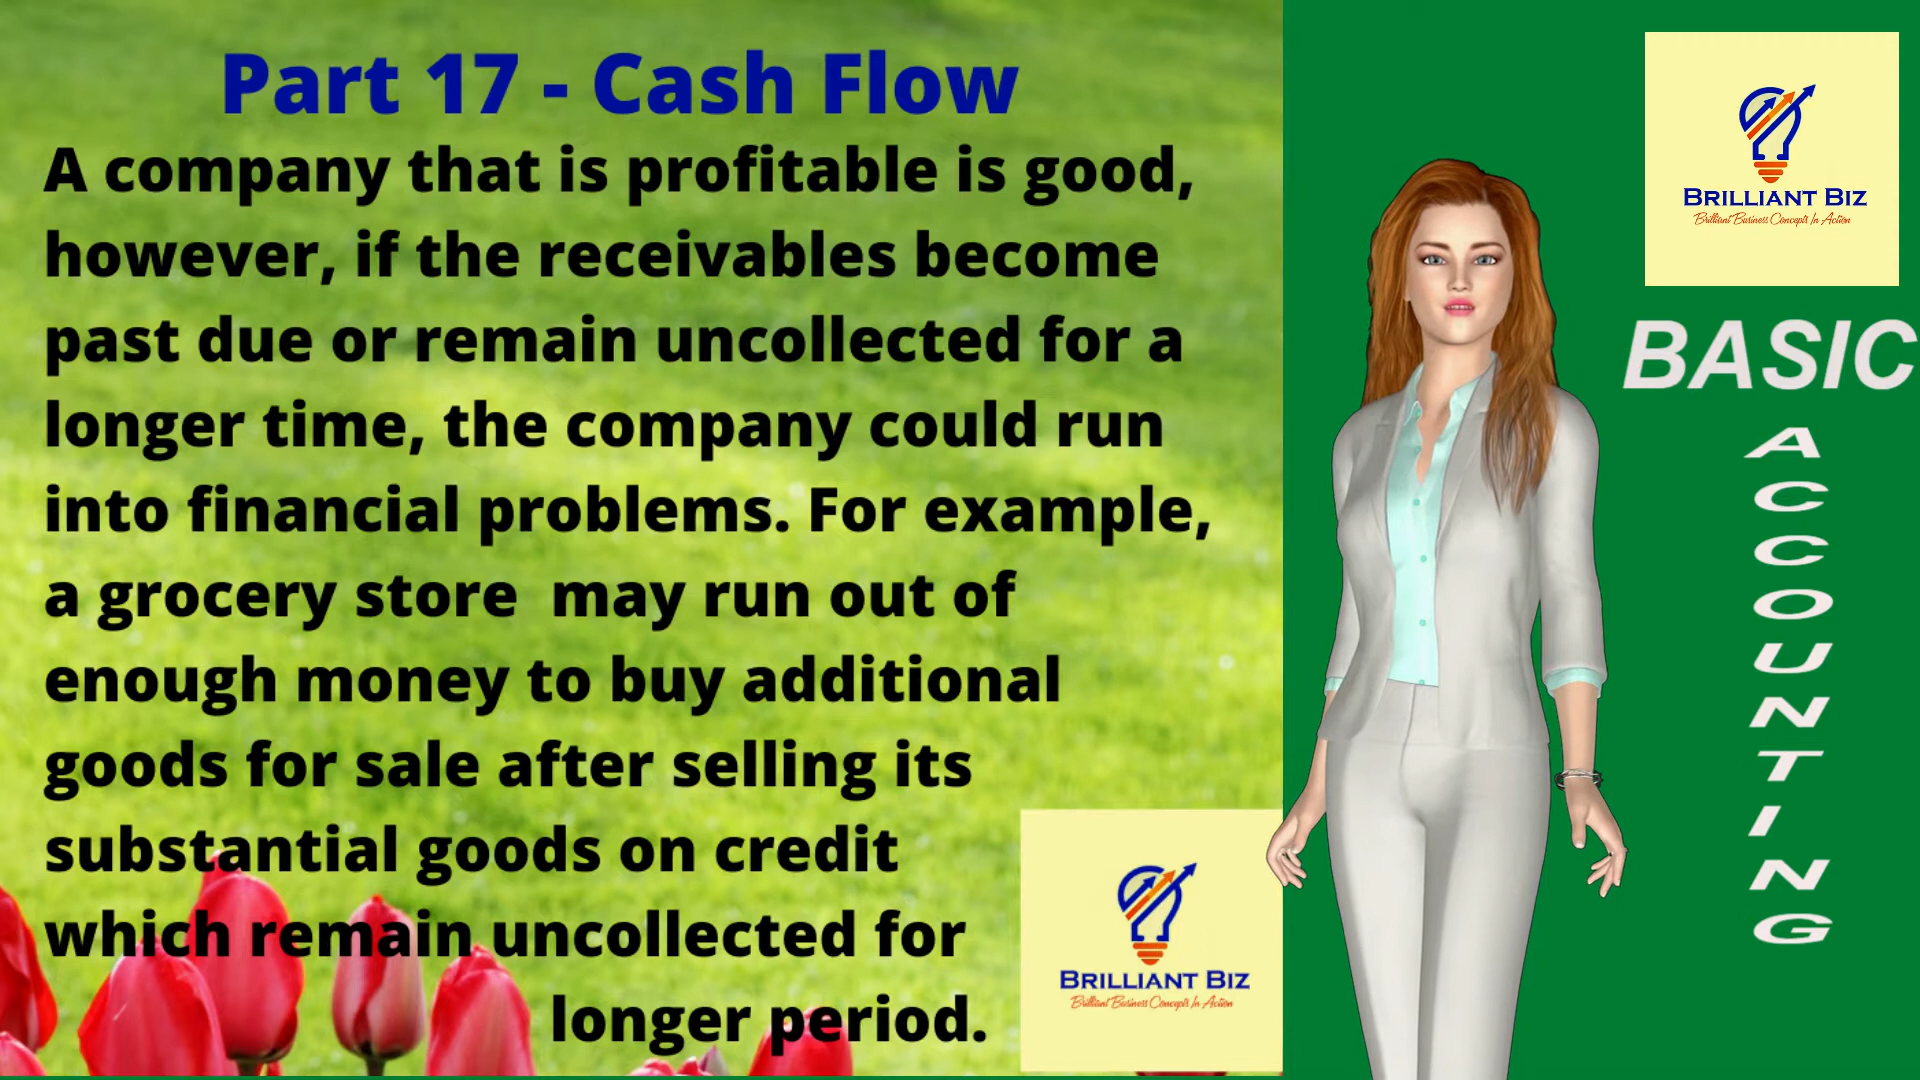 Part 17 - Cash Flow
A company that is profitable is good,
however, if the receivables become
past due or remain uncollected for a
longer time, the company could run
into financial problems. For example,
a grocery store  may run out of
enough money to buy additional
goods for sale after selling its
substantial goods on credit
which remain uncollected for
longer period.
BRILLIANT BIZ
Brilliant Business Concepts In Action
BRILLIANT BIZ
Brilliant Business Concepts In Action
BASIC
ACCOUNTING